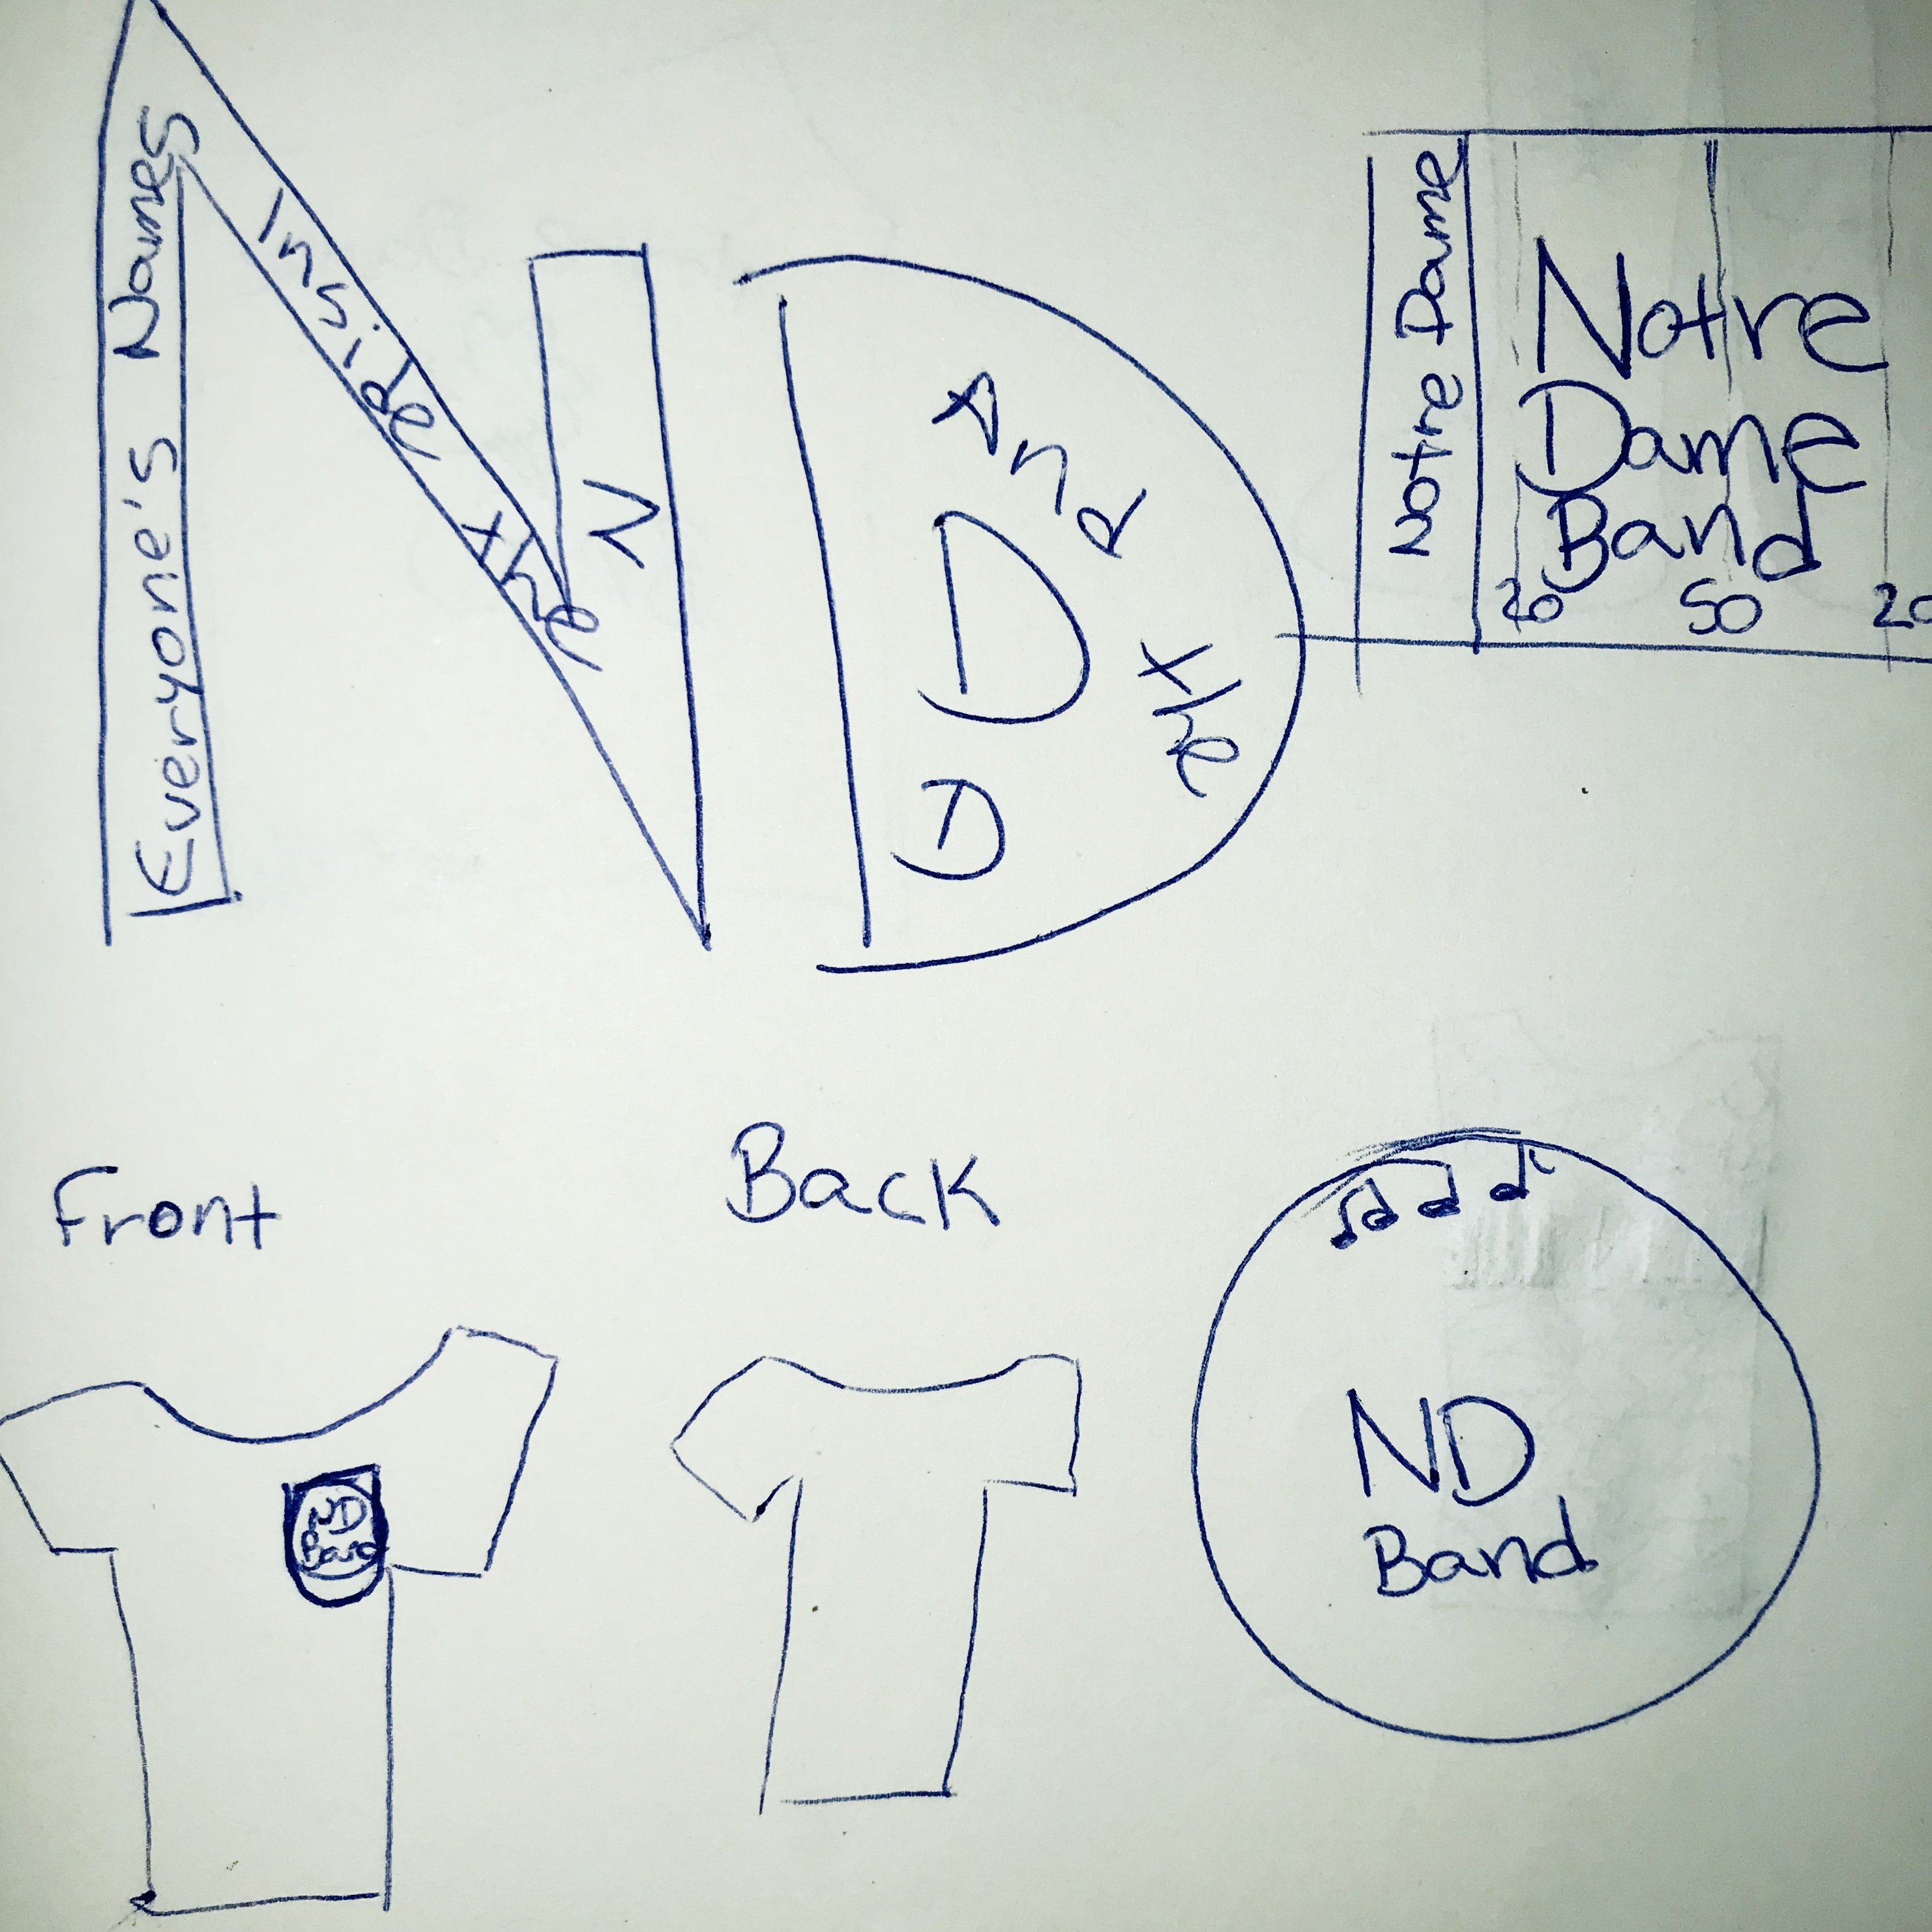 Everyone's Names
Inside
the
N
And
the
D
D
Notre Dame
Notre
Dame
Band
20 50 20
Front
Back
ND
Band
ND
Band